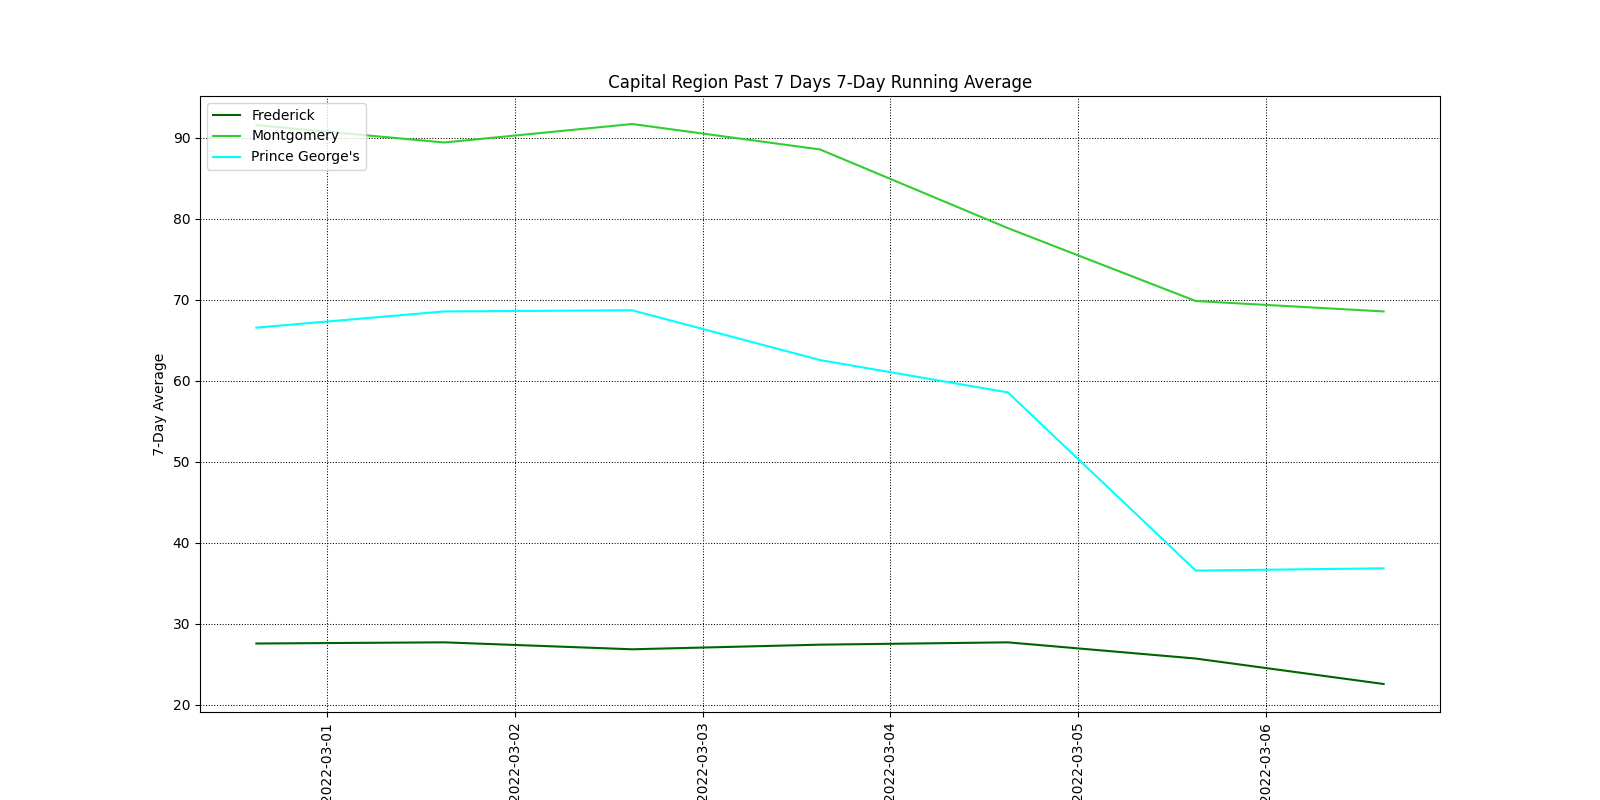 Capital Region Past 7 Days 7-Day Running Average
Frederick
Montgomery
Prince George's
90
80
70
60
50
40
30
20
7-Day Average
2022-03-01
2022-03-02
2022-03-03
2022-03-04
2022-03-05
2022-03-06